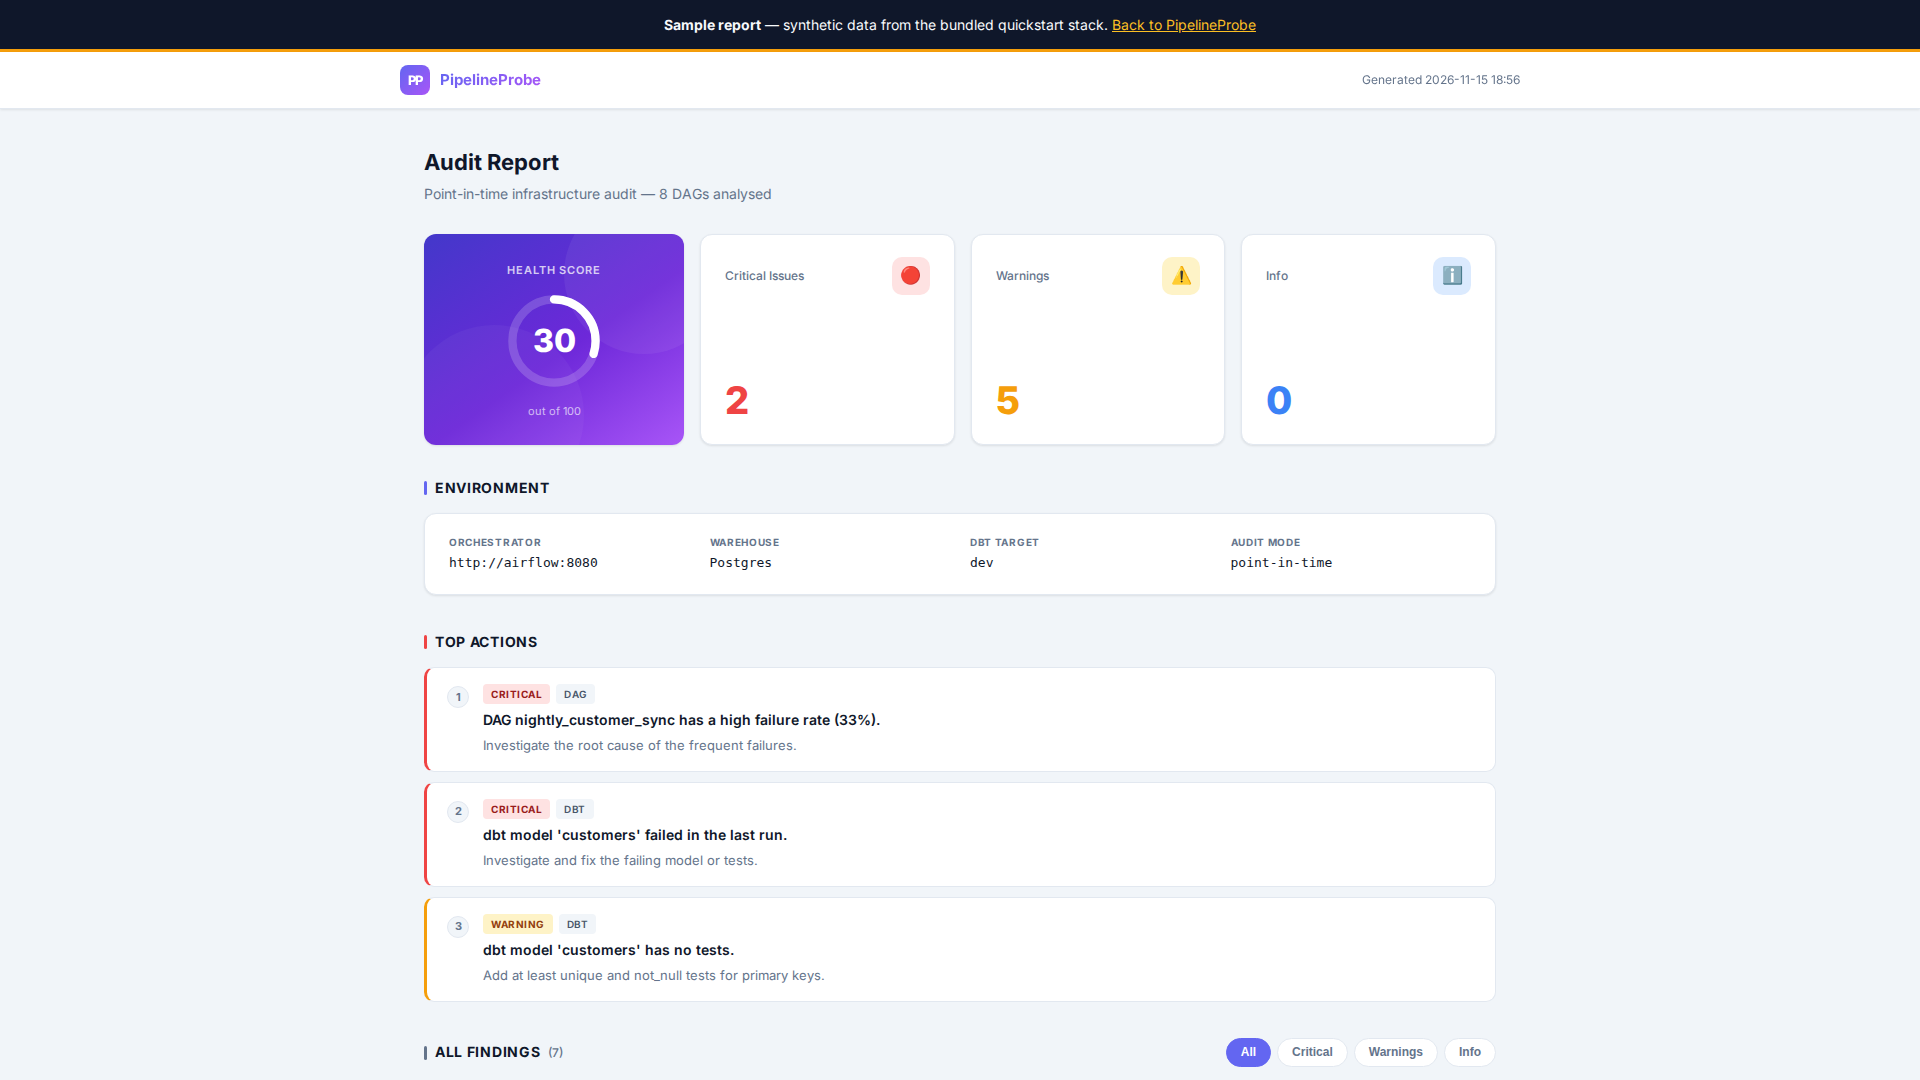 Sample report — synthetic data from the bundled quickstart stack. Back to PipelineProbe
PP PipelineProbe
Generated 2026-11-15 18:56
Audit Report
Point-in-time infrastructure audit — 8 DAGs analysed
HEALTH SCORE
30
out of 100
Critical Issues
2
Warnings
5
Info
0
ENVIRONMENT
ORCHESTRATOR
http://airflow:8080
WAREHOUSE
Postgres
DBT TARGET
dev
AUDIT MODE
point-in-time
TOP ACTIONS
1
CRITICAL DAG
DAG nightly_customer_sync has a high failure rate (33%).
Investigate the root cause of the frequent failures.
2
CRITICAL DBT
dbt model 'customers' failed in the last run.
Investigate and fix the failing model or tests.
3
WARNING DBT
dbt model 'customers' has no tests.
Add at least unique and not_null tests for primary keys.
ALL FINDINGS (7)
All Critical Warnings Info